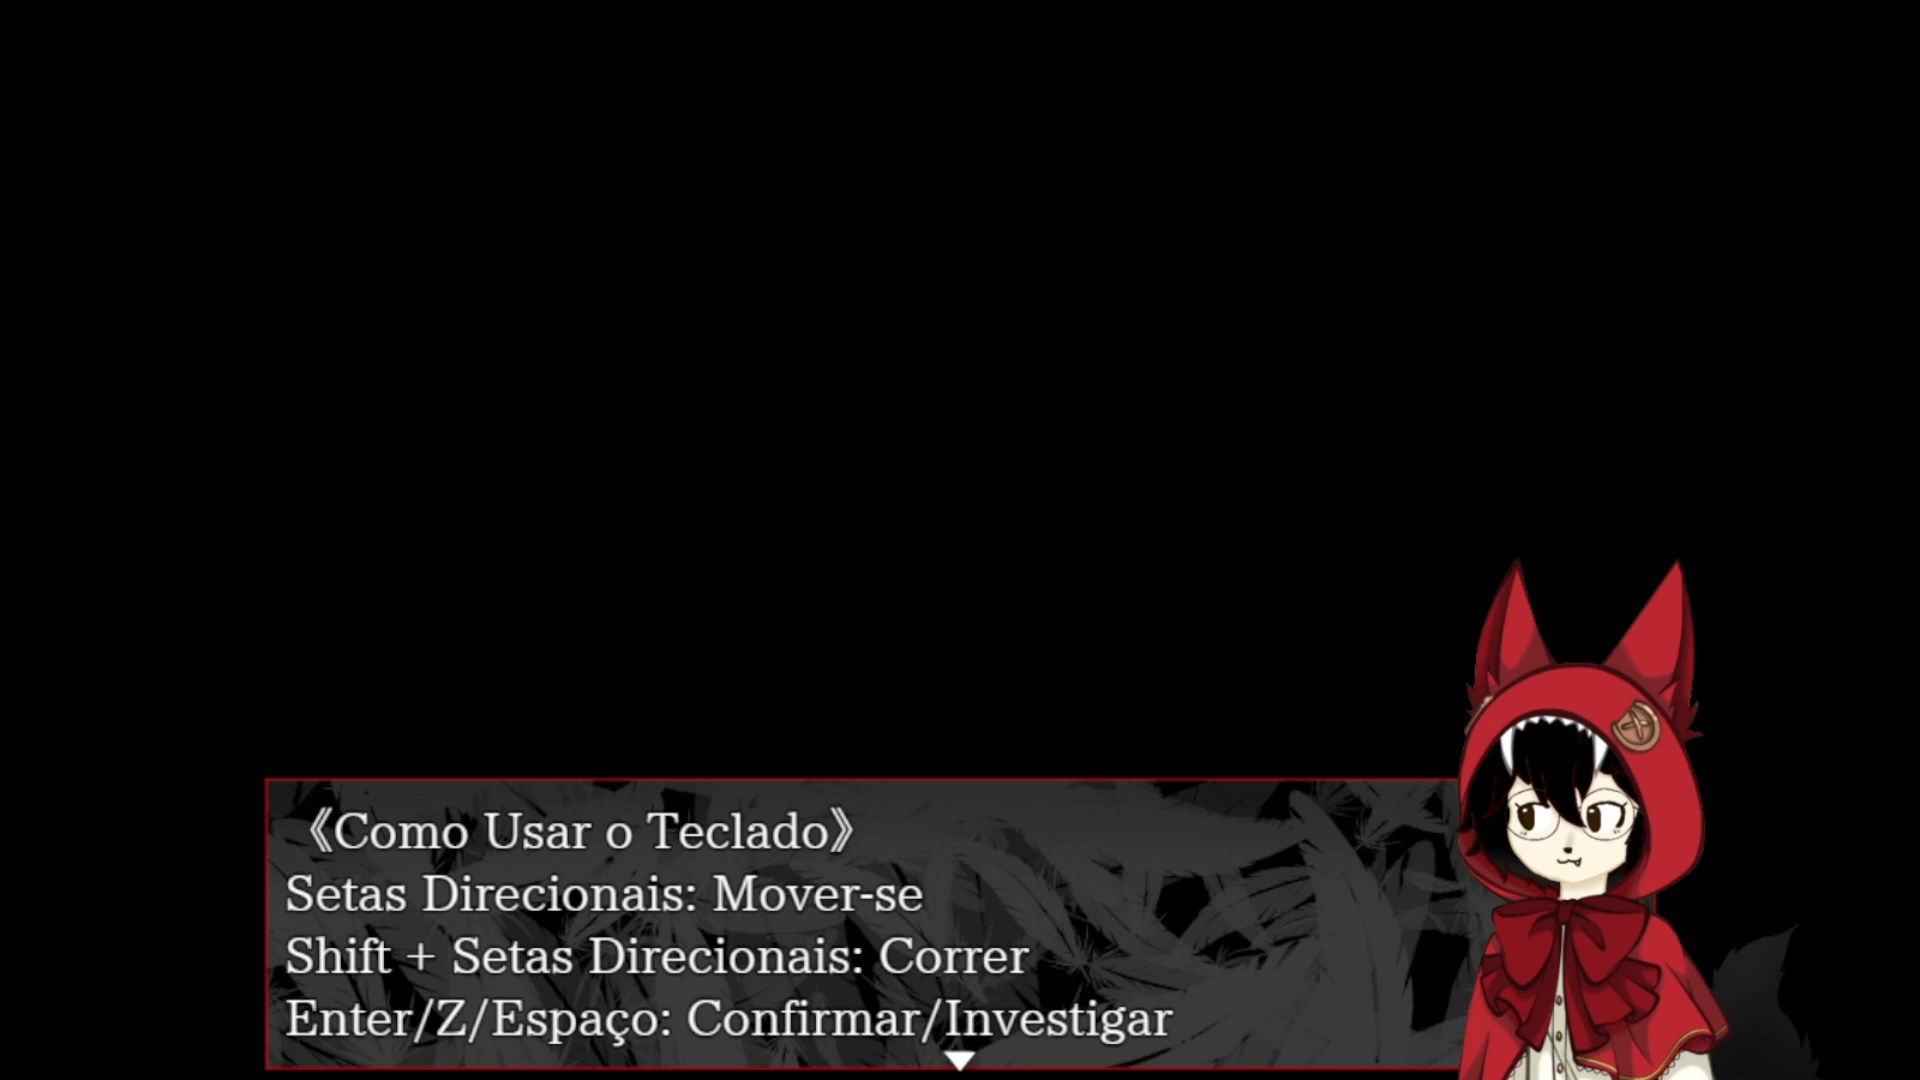 《Como Usar o Teclado》
Setas Direcionais: Mover-se
Shift + Setas Direcionais: Correr
Enter/Z/Espaço: Confirmar/Investigar